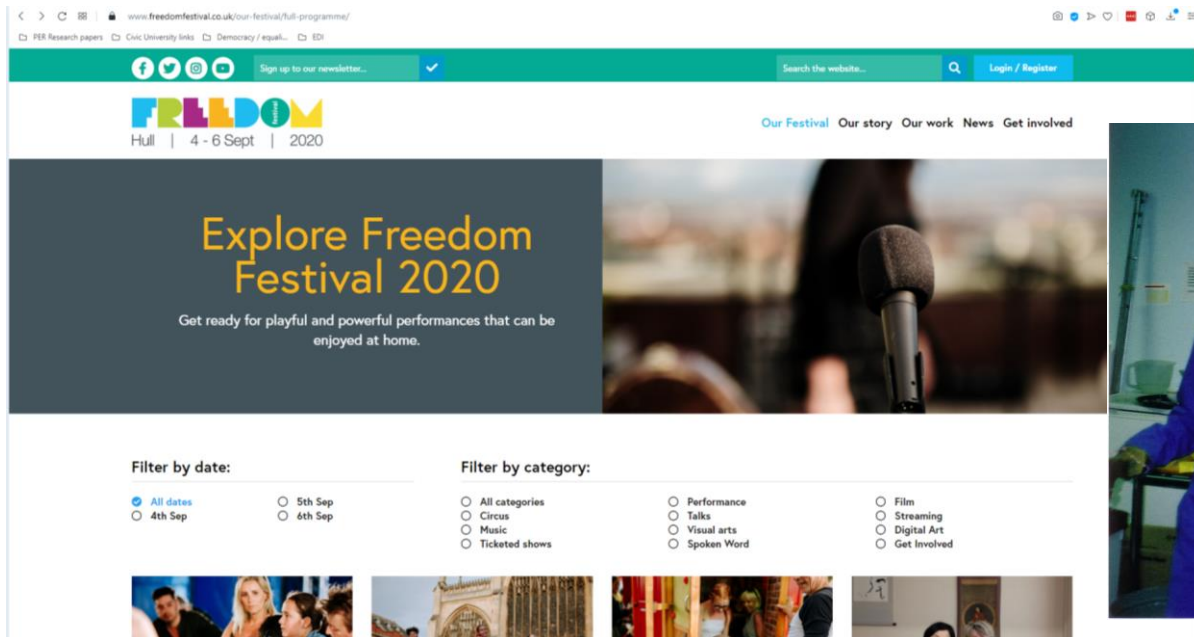 www.freedomfestival.co.uk/our-festival/full-programme/
PER Research papers Civic University links Democracy / equali... EDI
Sign up to our newsletter... Search the website... Login / Register
FREEDOM
festival
Hull | 4 - 6 Sept | 2020
Our Festival Our story Our work News Get involved
Explore Freedom
Festival 2020
Get ready for playful and powerful performances that can be
enjoyed at home.
Filter by date:
All dates 5th Sep
4th Sep 6th Sep
Filter by category:
All categories Performance Film
Circus Talks Streaming
Music Visual arts Digital Art
Ticketed shows Spoken Word Get Involved